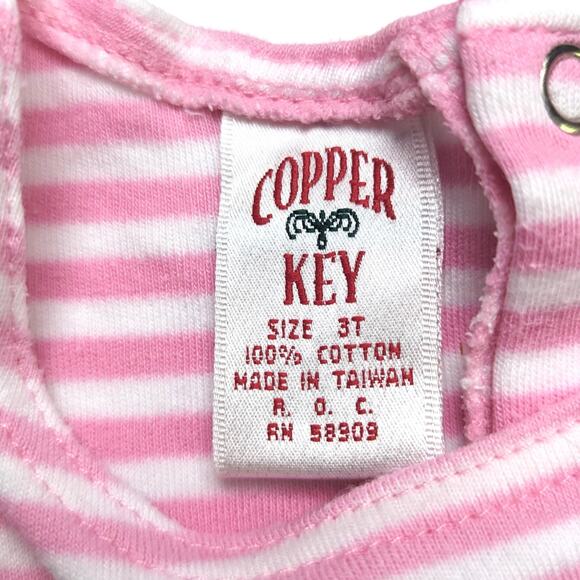 COPPER
KEY
SIZE 3T
100% COTTON
MADE IN TAIWAN
R. O. C.
RN 58909